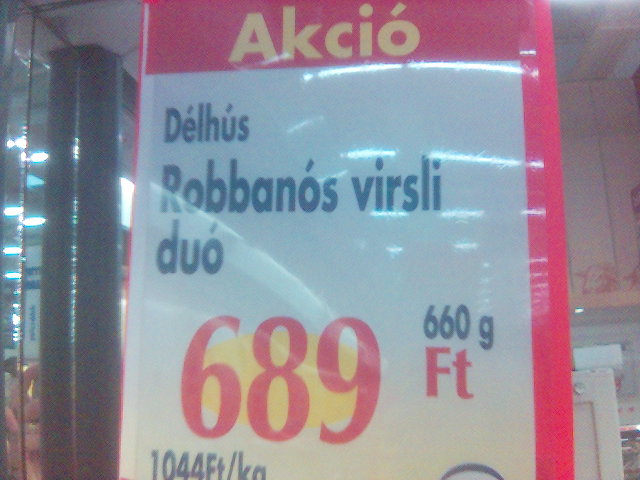 Akció
Délhús
Robbanós virsli
duó
660 g
689 Ft
1044Ft/kg